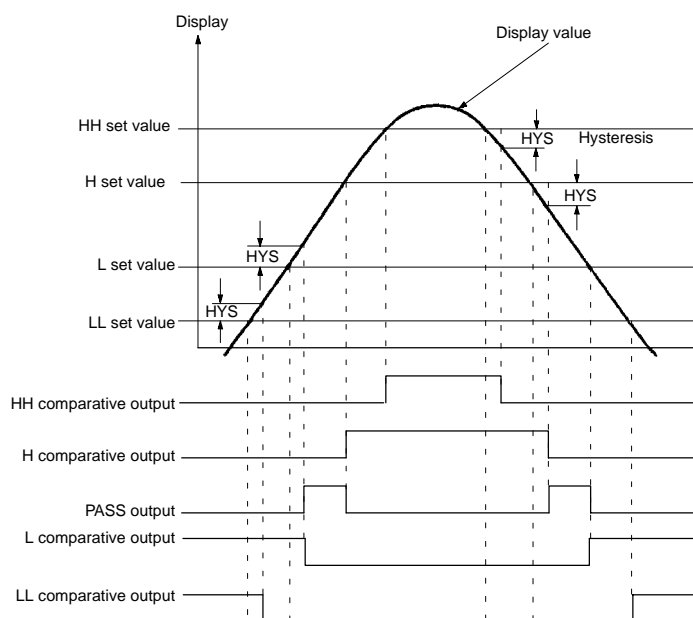 Display
Display value
HH set value
HYS
Hysteresis
H set value
HYS
HYS
L set value
HYS
LL set value
HH comparative output
H comparative output
PASS output
L comparative output
LL comparative output